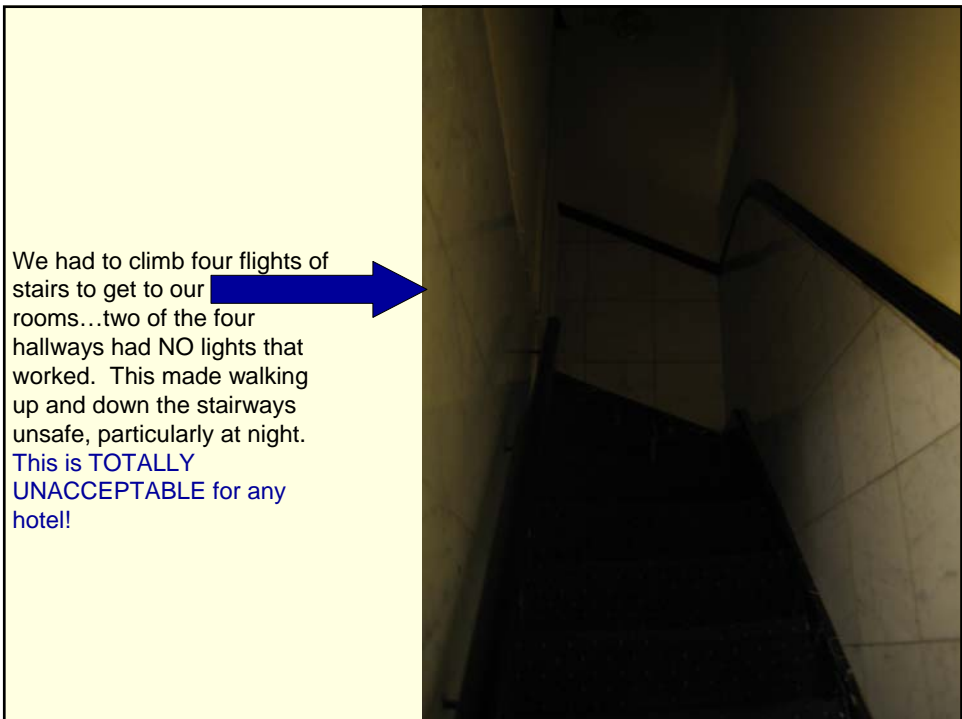 We had to climb four flights of
stairs to get to our
rooms…two of the four
hallways had NO lights that
worked.  This made walking
up and down the stairways
unsafe, particularly at night.
This is TOTALLY
UNACCEPTABLE for any
hotel!